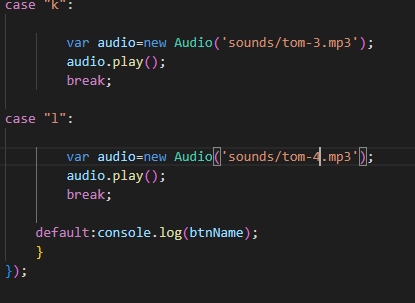 case "k":
var audio=new Audio('sounds/tom-3.mp3');
audio.play();
break;
case "l":
var audio=new Audio('sounds/tom-4.mp3');
audio.play();
break;
default:console.log(btnName);
}
});